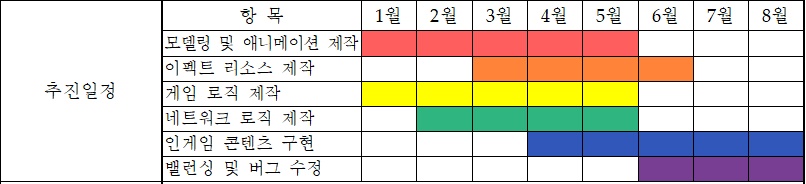 항 목 1월 2월 3월 4월 5월 6월 7월 8월
모델링 및 애니메이션 제작
이펙트 리소스 제작
추진일정
게임 로직 제작
네트워크 로직 제작
인게임 콘텐츠 구현
밸런싱 및 버그 수정